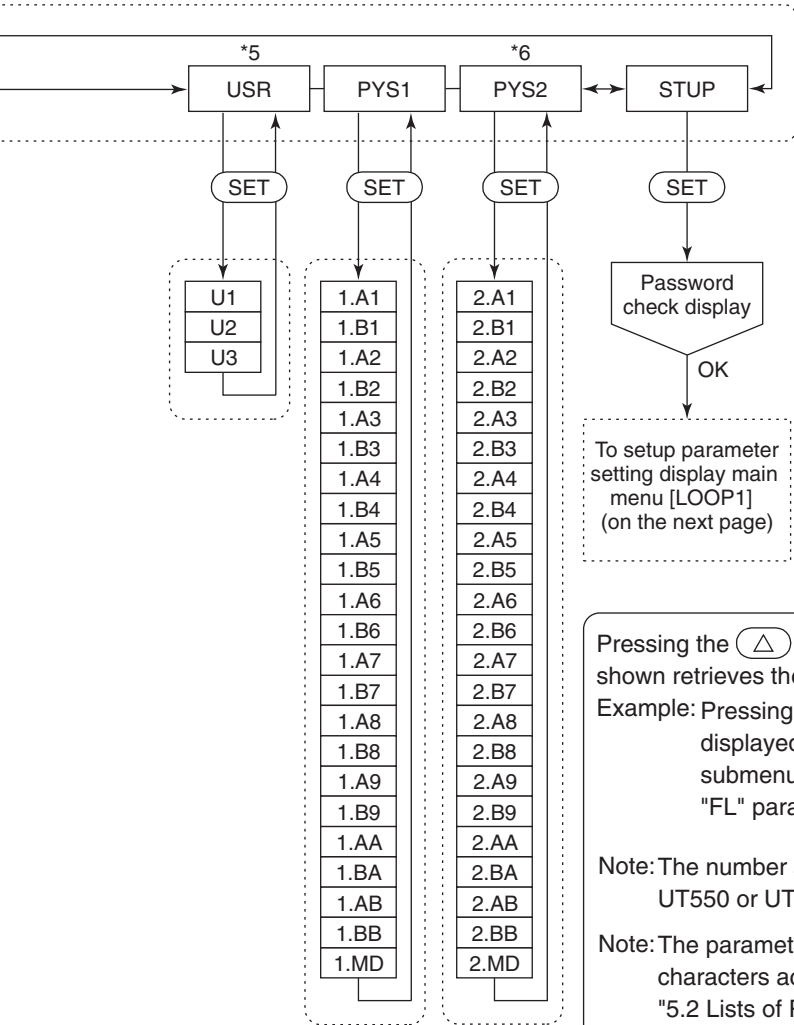 *5
*6
USR
PYS1
PYS2
STUP
SET
SET
SET
SET
U1
U2
U3
1.A1
1.B1
1.A2
1.B2
1.A3
1.B3
1.A4
1.B4
1.A5
1.B5
1.A6
1.B6
1.A7
1.B7
1.A8
1.B8
1.A9
1.B9
1.AA
1.BA
1.AB
1.BB
1.MD
2.A1
2.B1
2.A2
2.B2
2.A3
2.B3
2.A4
2.B4
2.A5
2.B5
2.A6
2.B6
2.A7
2.B7
2.A8
2.B8
2.A9
2.B9
2.AA
2.BA
2.AB
2.BB
2.MD
Password
check display
OK
To setup parameter
setting display main
menu [LOOP1]
(on the next page)
Pressing the △
shown retrieves the
Example: Pressing
displayed
submenu
"FL" para
Note: The number
UT550 or UT
Note: The paramet
characters ac
"5.2 Lists of